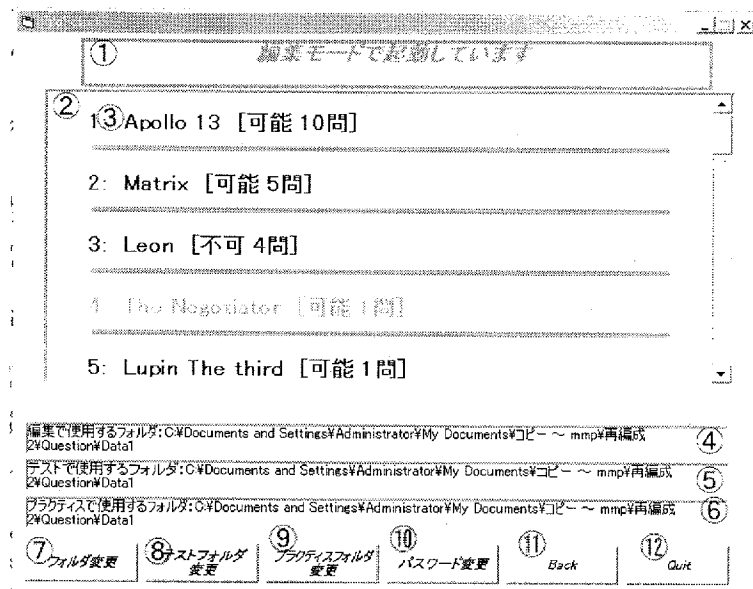 ① 編集モードで起動しています
②
1: ③Apollo 13 [可能 10問]
2: Matrix [可能 5問]
3: Leon [不可 4問]
4: The Negotiator [可能 1問]
5: Lupin The third [可能 1問]
編集で使用するフォルダ:C:¥Documents and Settings¥Administrator¥My Documents¥コピー ～ mmp¥再編成 ④
2¥Question¥Data1
テストで使用するフォルダ:C:¥Documents and Settings¥Administrator¥My Documents¥コピー ～ mmp¥再編成 ⑤
2¥Question¥Data1
プラクティスで使用するフォルダ:C:¥Documents and Settings¥Administrator¥My Documents¥コピー ～ mmp¥再編成 ⑥
2¥Question¥Data1
⑦ フォルダ変更
⑧ テストフォルダ
変更
⑨ プラクティスフォルダ
変更
⑩ パスワード変更
⑪ Back
⑫ Quit